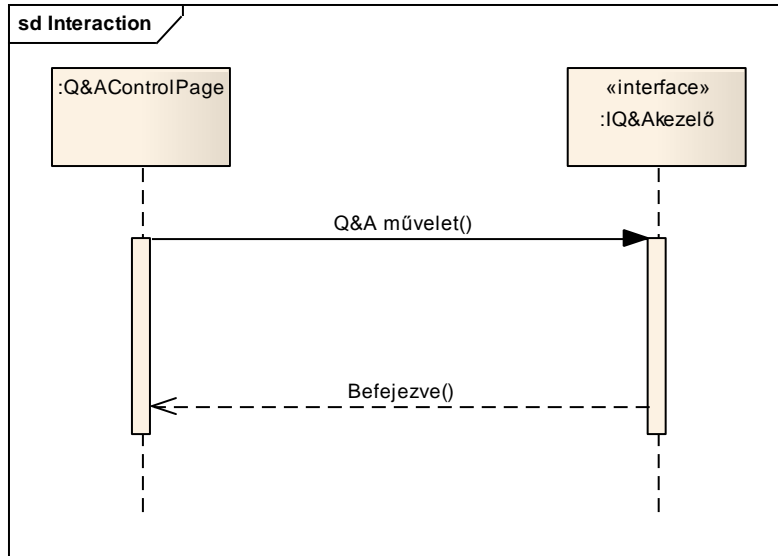 sd Interaction
:Q&AControlPage
«interface»
:IQ&Akezelő
Q&A művelet()
Befejezve()